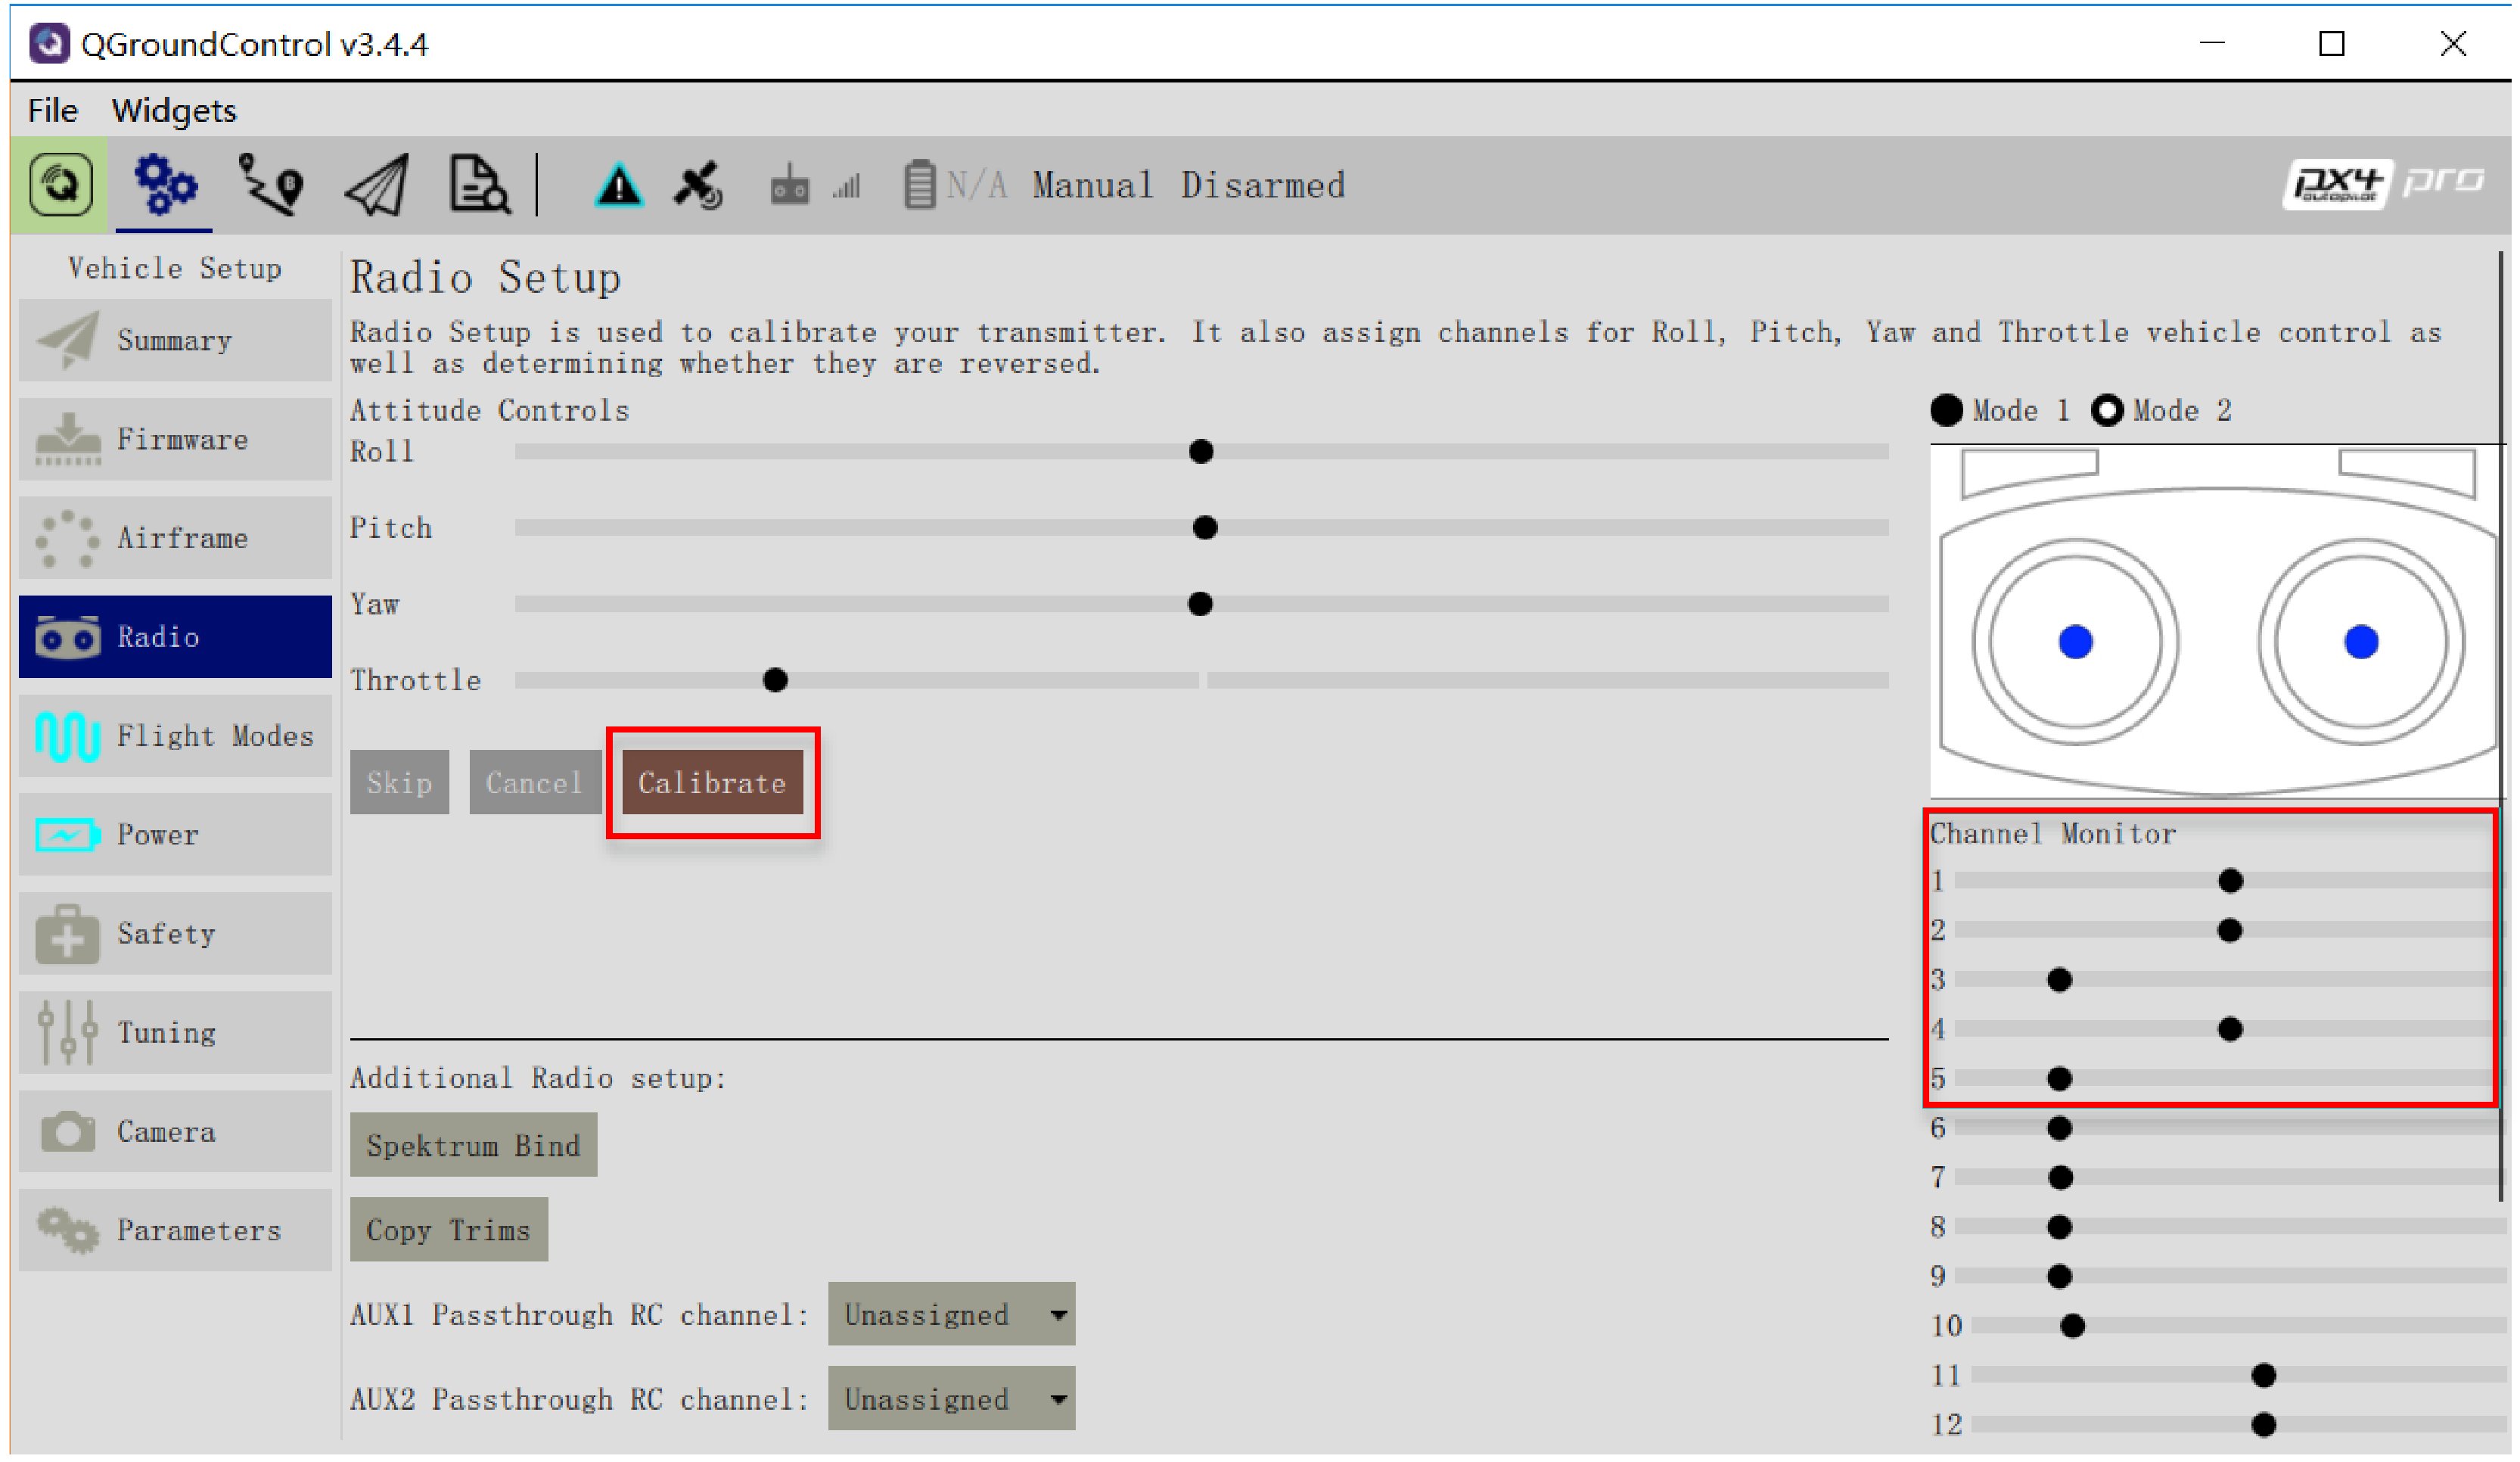 QGroundControl v3.4.4
File Widgets
N/A Manual Disarmed
px4 pro
autopilot
Vehicle Setup
Summary
Firmware
Airframe
Radio
Flight Modes
Power
Safety
Tuning
Camera
Parameters
Radio Setup
Radio Setup is used to calibrate your transmitter. It also assign channels for Roll, Pitch, Yaw and Throttle vehicle control as
well as determining whether they are reversed.
Attitude Controls
Roll
Pitch
Yaw
Throttle
Skip Cancel Calibrate
Additional Radio setup:
Spektrum Bind
Copy Trims
AUX1 Passthrough RC channel: Unassigned
AUX2 Passthrough RC channel: Unassigned
Mode 1 Mode 2
Channel Monitor
1
2
3
4
5
6
7
8
9
10
11
12